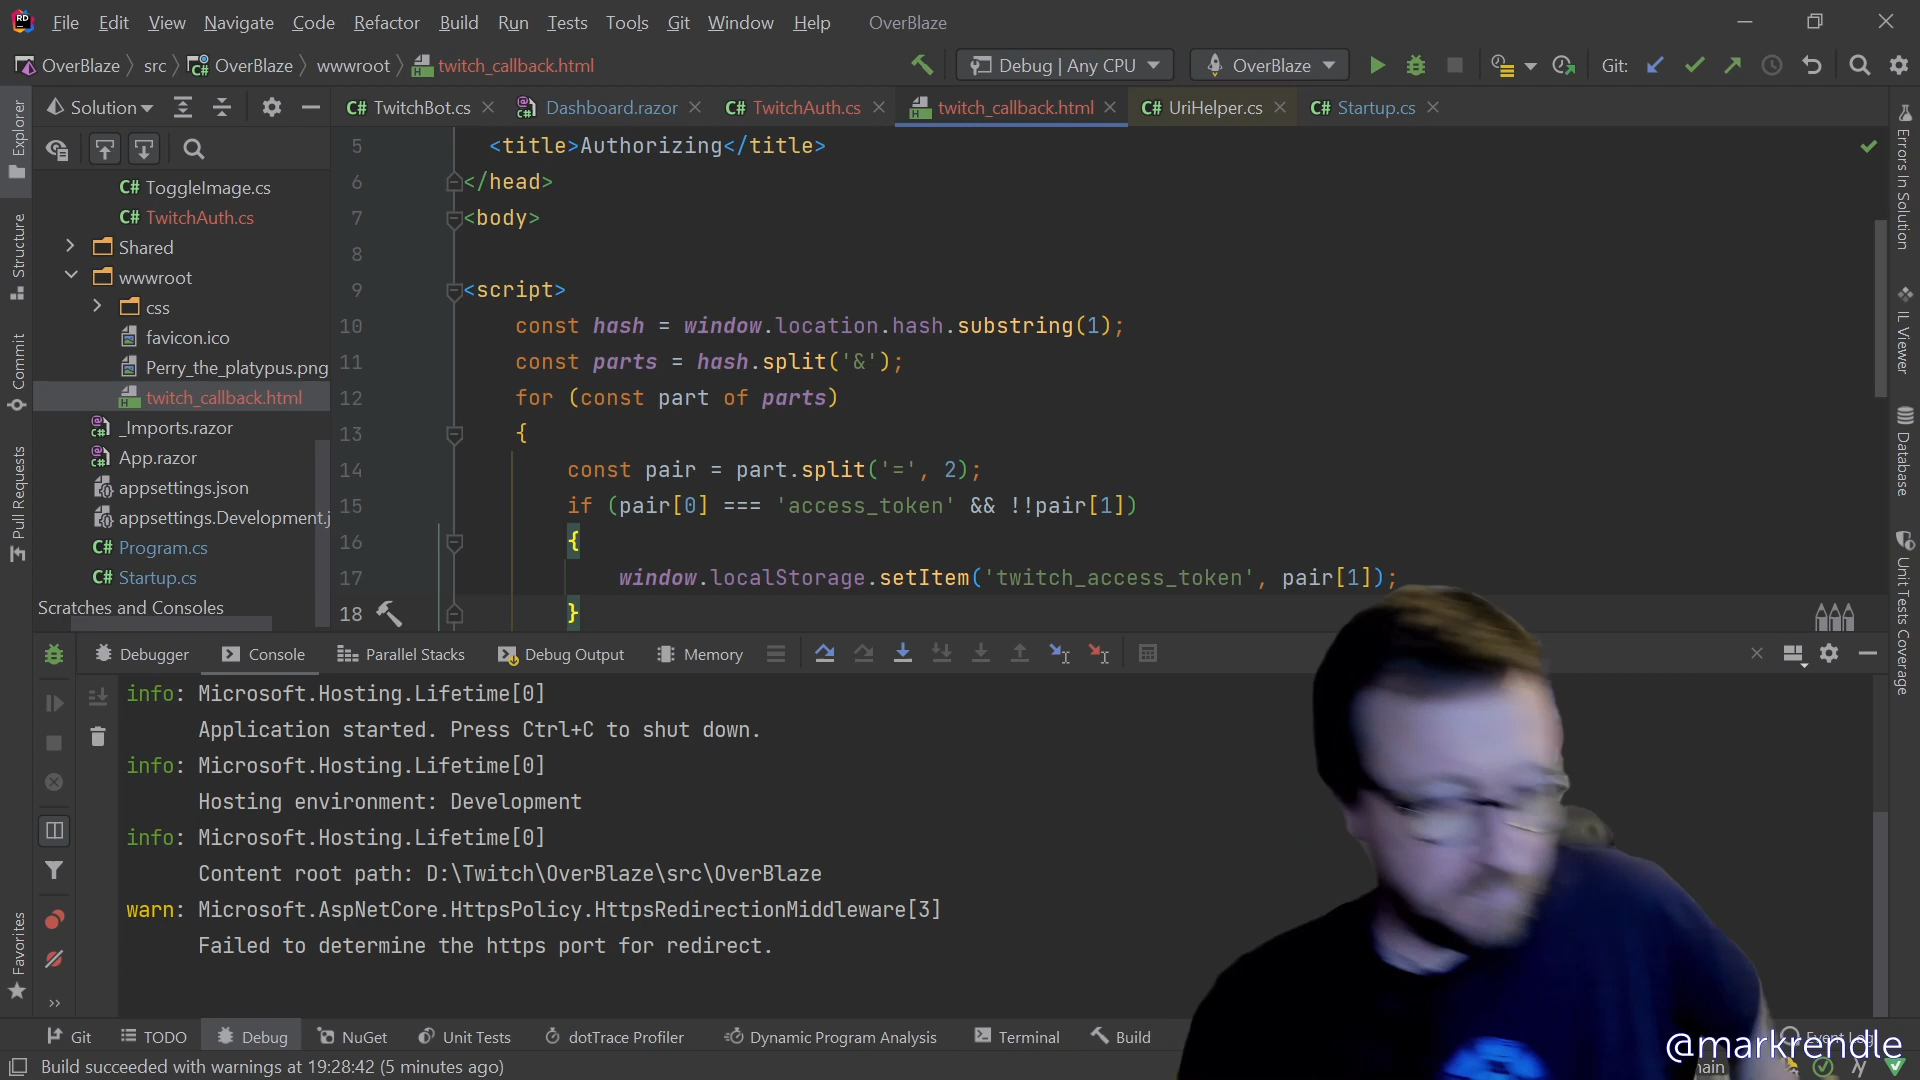 File Edit View Navigate Code Refactor Build Run Tests Tools Git Window Help OverBlaze
OverBlaze src OverBlaze wwwroot twitch_callback.html Debug | Any CPU OverBlaze Git:
Solution TwitchBot.cs Dashboard.razor TwitchAuth.cs twitch_callback.html UriHelper.cs Startup.cs
Explorer
Structure
Commit
Pull Requests
Favorites
ToggleImage.cs
TwitchAuth.cs
Shared
wwwroot
css
favicon.ico
Perry_the_platypus.png
twitch_callback.html
_Imports.razor
App.razor
appsettings.json
appsettings.Development.j
Program.cs
Startup.cs
Scratches and Consoles
5 <title>Authorizing</title>
6 </head>
7 <body>
8
9 <script>
10 const hash = window.location.hash.substring(1);
11 const parts = hash.split('&');
12 for (const part of parts)
13 {
14 const pair = part.split('=', 2);
15 if (pair[0] === 'access_token' && !!pair[1])
16 {
17 window.localStorage.setItem('twitch_access_token', pair[1]);
18 }
Errors In Solution
IL Viewer
Database
Unit Tests Coverage
Debugger Console Parallel Stacks Debug Output Memory
info: Microsoft.Hosting.Lifetime[0]
Application started. Press Ctrl+C to shut down.
info: Microsoft.Hosting.Lifetime[0]
Hosting environment: Development
info: Microsoft.Hosting.Lifetime[0]
Content root path: D:\Twitch\OverBlaze\src\OverBlaze
warn: Microsoft.AspNetCore.HttpsPolicy.HttpsRedirectionMiddleware[3]
Failed to determine the https port for redirect.
Git TODO Debug NuGet Unit Tests dotTrace Profiler Dynamic Program Analysis Terminal Build Event Log
@markrendle
Build succeeded with warnings at 19:28:42 (5 minutes ago) main